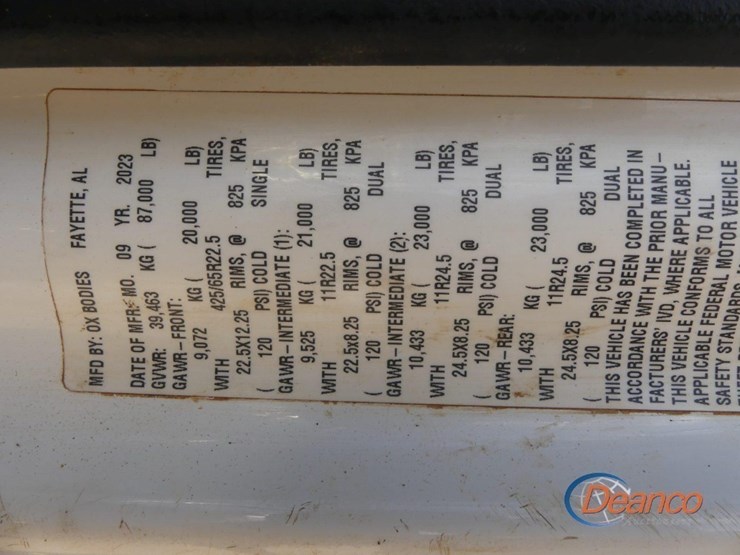 MFD BY: OX BODIES FAYETTE, AL
DATE OF MFR: MO. 09 YR. 2023
GVWR: 39,463 KG ( 87,000 LB)
GAWR-FRONT:
9,072 KG ( 20,000 LB)
WITH 425/65R22.5 TIRES,
22.5X12.25 RIMS, @ 825 KPA
( 120 PSI) COLD SINGLE
GAWR-INTERMEDIATE (1):
9,525 KG ( 21,000 LB)
WITH 11R22.5 TIRES,
22.5x8.25 RIMS, @ 825 KPA
( 120 PSI) COLD DUAL
GAWR-INTERMEDIATE (2):
10,433 KG ( 23,000 LB)
WITH 11R24.5 TIRES,
24.5X8.25 RIMS, @ 825 KPA
( 120 PSI) COLD DUAL
GAWR-REAR:
10,433 KG ( 23,000 LB)
WITH 11R24.5 TIRES,
24.5X8.25 RIMS, @ 825 KPA
( 120 PSI) COLD DUAL
THIS VEHICLE HAS BEEN COMPLETED IN
ACCORDANCE WITH THE PRIOR MANU-
FACTURERS' IVD, WHERE APPLICABLE.
THIS VEHICLE CONFORMS TO ALL
APPLICABLE FEDERAL MOTOR VEHICLE
SAFETY STANDARDS,
Deanco